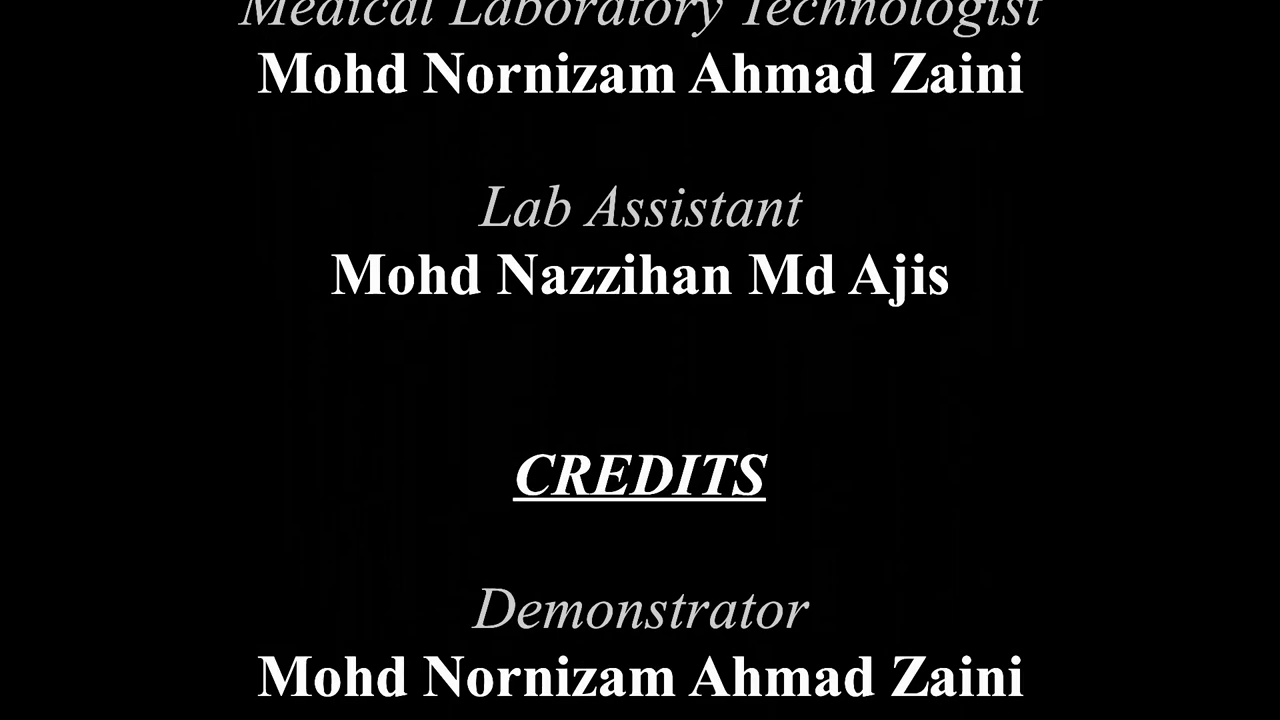 Medical Laboratory Technologist
Mohd Nornizam Ahmad Zaini
Lab Assistant
Mohd Nazzihan Md Ajis
CREDITS
Demonstrator
Mohd Nornizam Ahmad Zaini